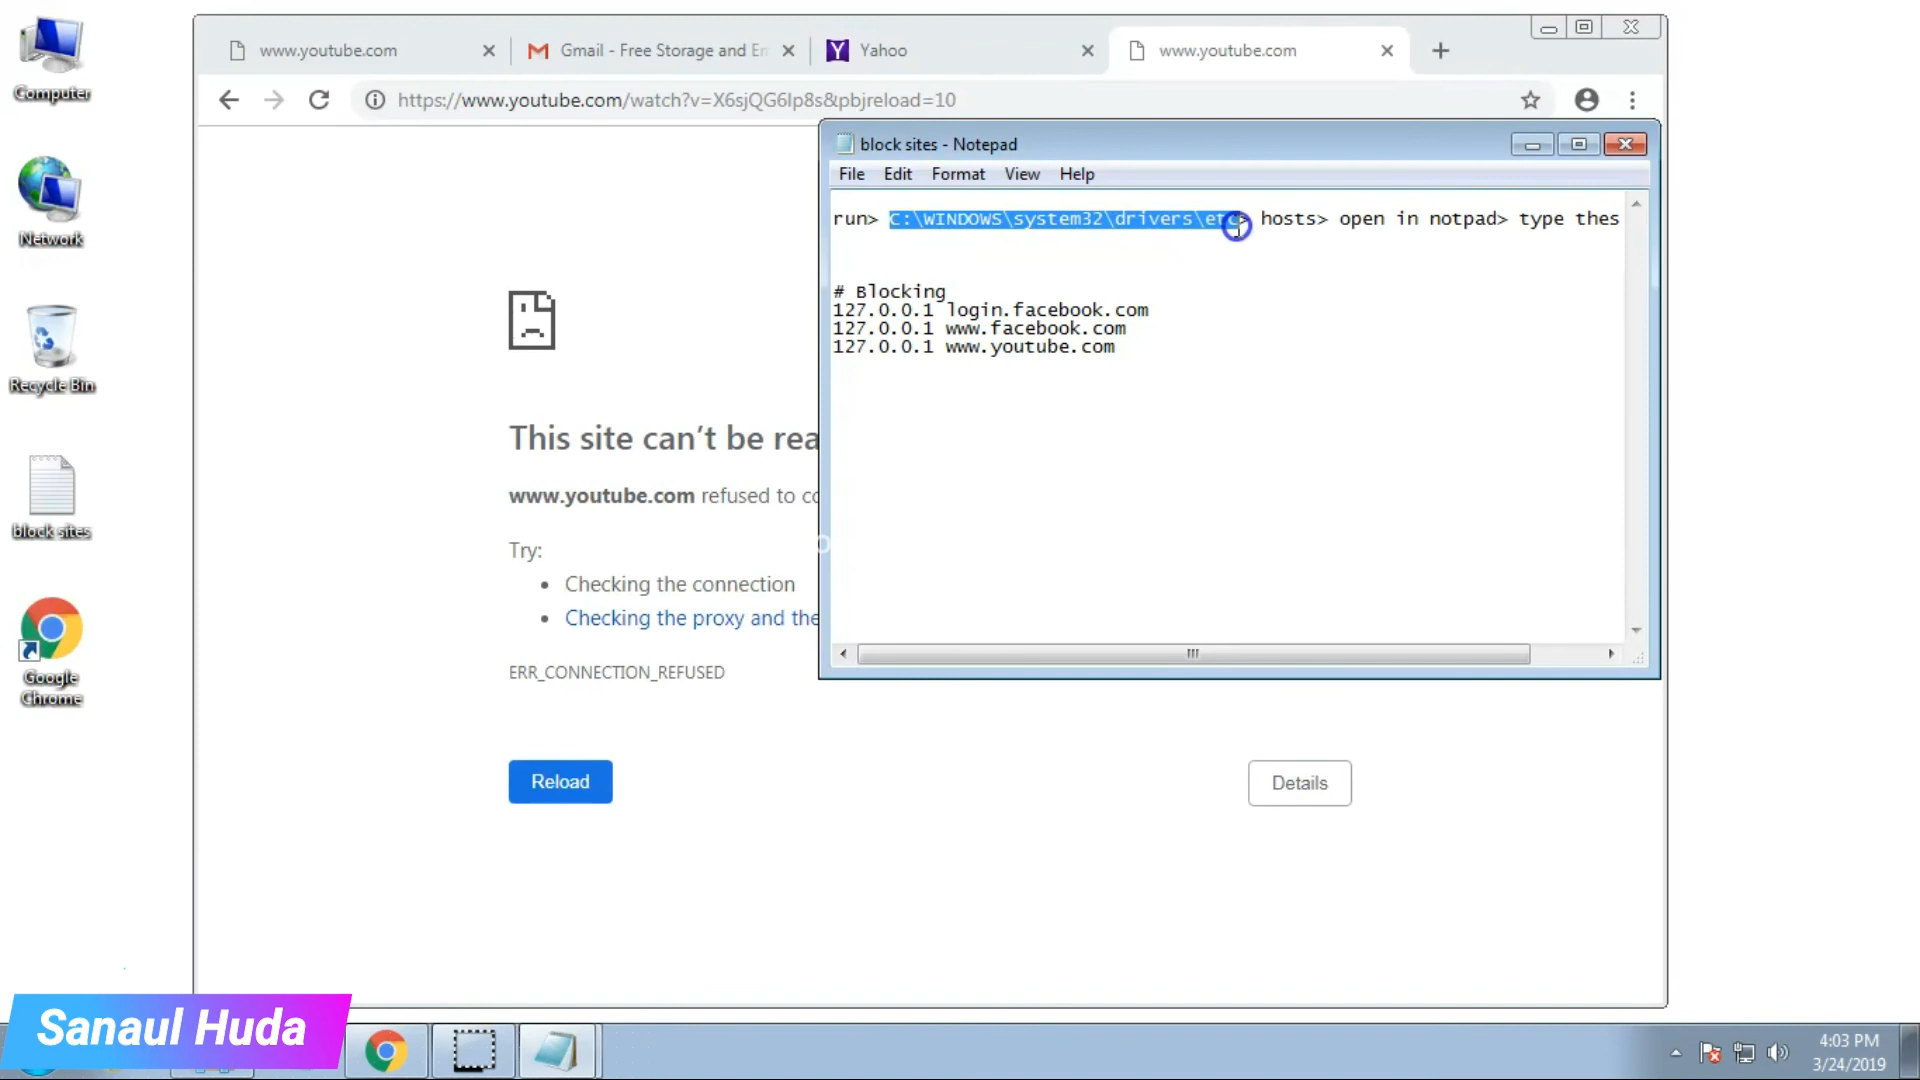 Computer
Network
Recycle Bin
block sites
Google
Chrome
www.youtube.com
Gmail - Free Storage and Em
Yahoo
www.youtube.com
https://www.youtube.com/watch?v=X6sjQG6Ip8s&pbjreload=10
This site can’t be rea
www.youtube.com refused to co
Try:
• Checking the connection
• Checking the proxy and the
ERR_CONNECTION_REFUSED
Reload
Details
block sites - Notepad
File Edit Format View Help
run> C:\WINDOWS\system32\drivers\etc> hosts> open in notpad> type thes
# Blocking
127.0.0.1 login.facebook.com
127.0.0.1 www.facebook.com
127.0.0.1 www.youtube.com
Sanaul Huda
4:03 PM
3/24/2019